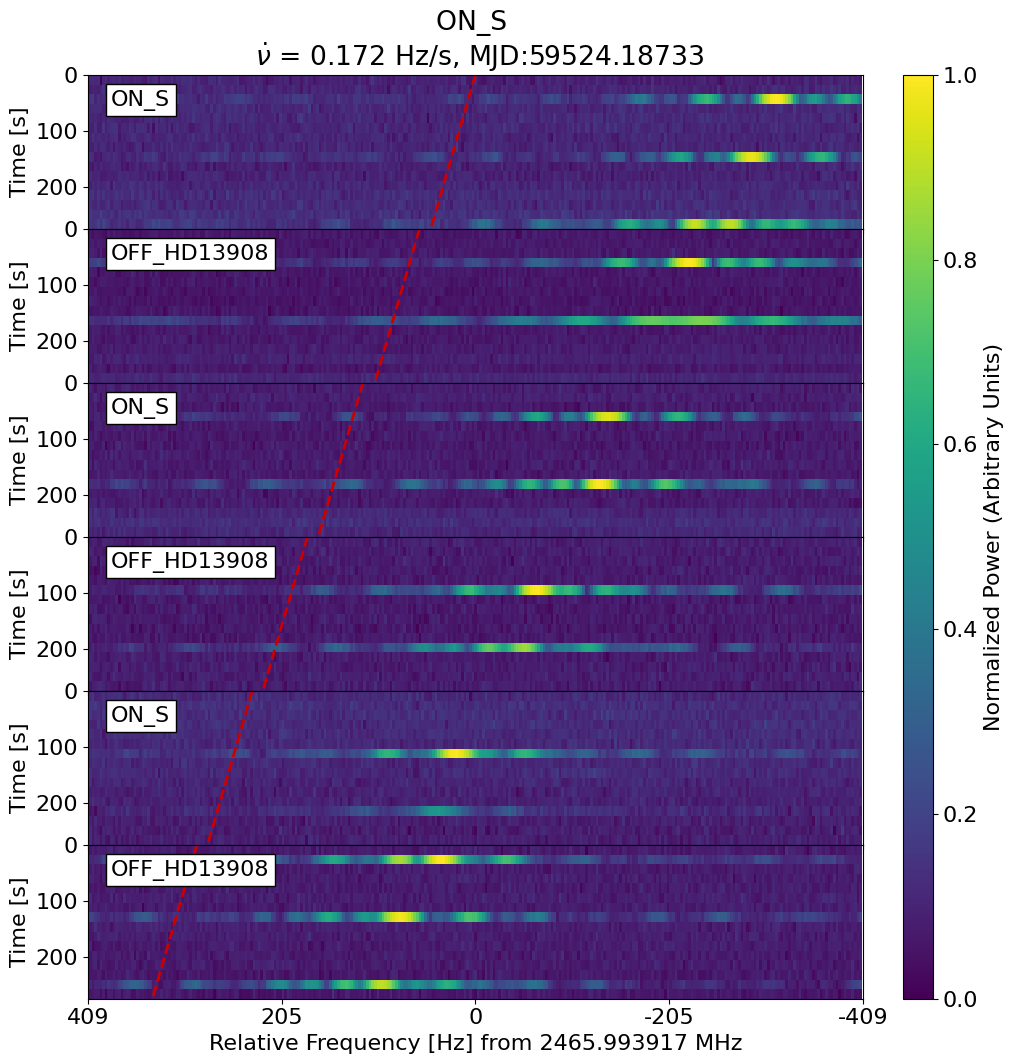 ON_S
ν̇ = 0.172 Hz/s, MJD:59524.18733
0
100
200
Time [s]
ON_S
0
100
200
Time [s]
OFF_HD13908
0
100
200
Time [s]
ON_S
0
100
200
Time [s]
OFF_HD13908
0
100
200
Time [s]
ON_S
0
100
200
Time [s]
OFF_HD13908
409 205 0 -205 -409
Relative Frequency [Hz] from 2465.993917 MHz
1.0
0.8
0.6
0.4
0.2
0.0
Normalized Power (Arbitrary Units)